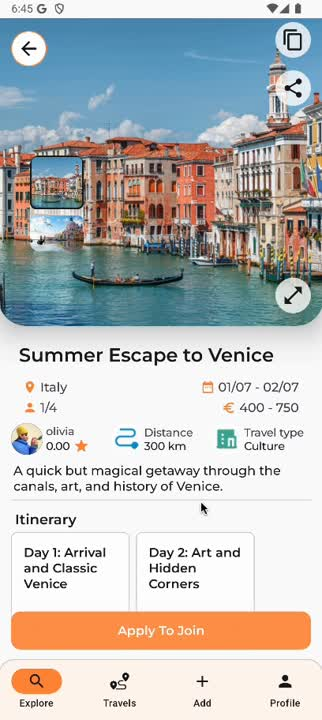 6:45
Summer Escape to Venice
Italy
01/07 - 02/07
1/4
400 - 750
olivia
0.00
Distance
300 km
Travel type
Culture
A quick but magical getaway through the
canals, art, and history of Venice.
Itinerary
Day 1: Arrival
and Classic
Venice
Day 2: Art and
Hidden
Corners
Apply To Join
Explore
Travels
Add
Profile